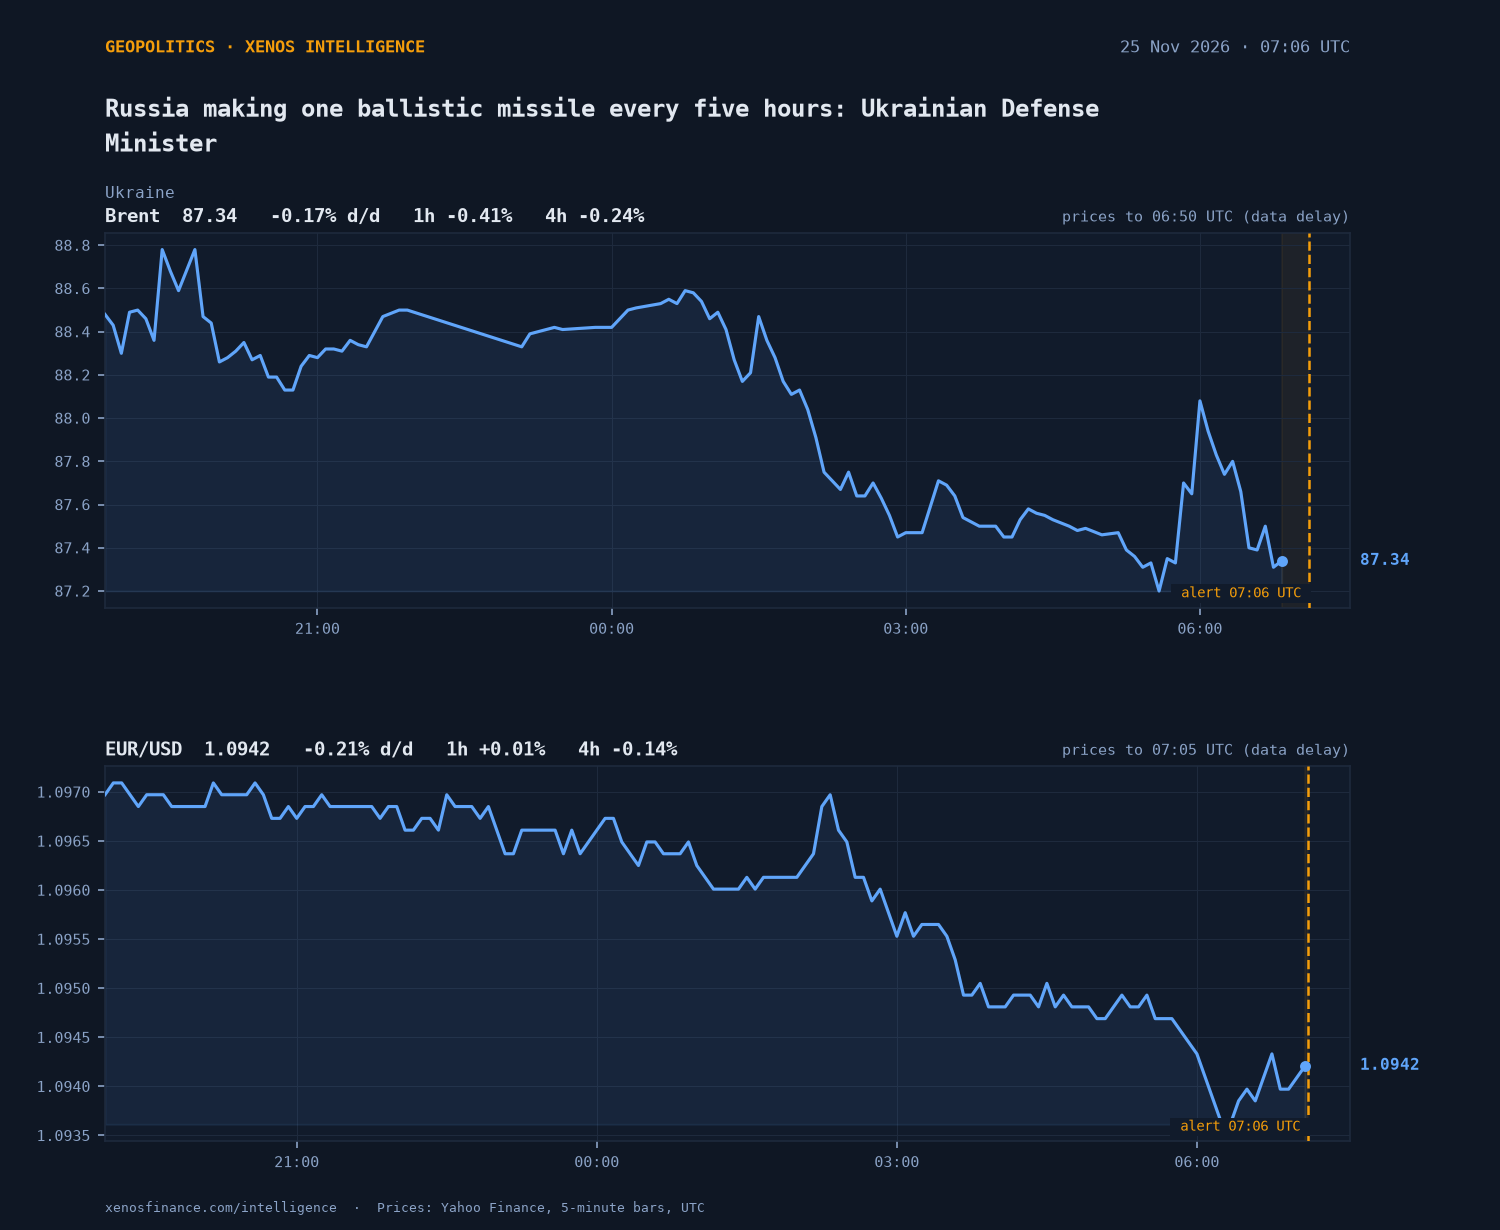 GEOPOLITICS · XENOS INTELLIGENCE
25 Nov 2026 · 07:06 UTC
Russia making one ballistic missile every five hours: Ukrainian Defense
Minister
Ukraine
Brent 87.34 -0.17% d/d 1h -0.41% 4h -0.24%
prices to 06:50 UTC (data delay)
88.8
88.6
88.4
88.2
88.0
87.8
87.6
87.4
87.2
87.34
alert 07:06 UTC
21:00
00:00
03:00
06:00
EUR/USD 1.0942 -0.21% d/d 1h +0.01% 4h -0.14%
prices to 07:05 UTC (data delay)
1.0970
1.0965
1.0960
1.0955
1.0950
1.0945
1.0940
1.0935
1.0942
alert 07:06 UTC
21:00
00:00
03:00
06:00
xenosfinance.com/intelligence · Prices: Yahoo Finance, 5-minute bars, UTC